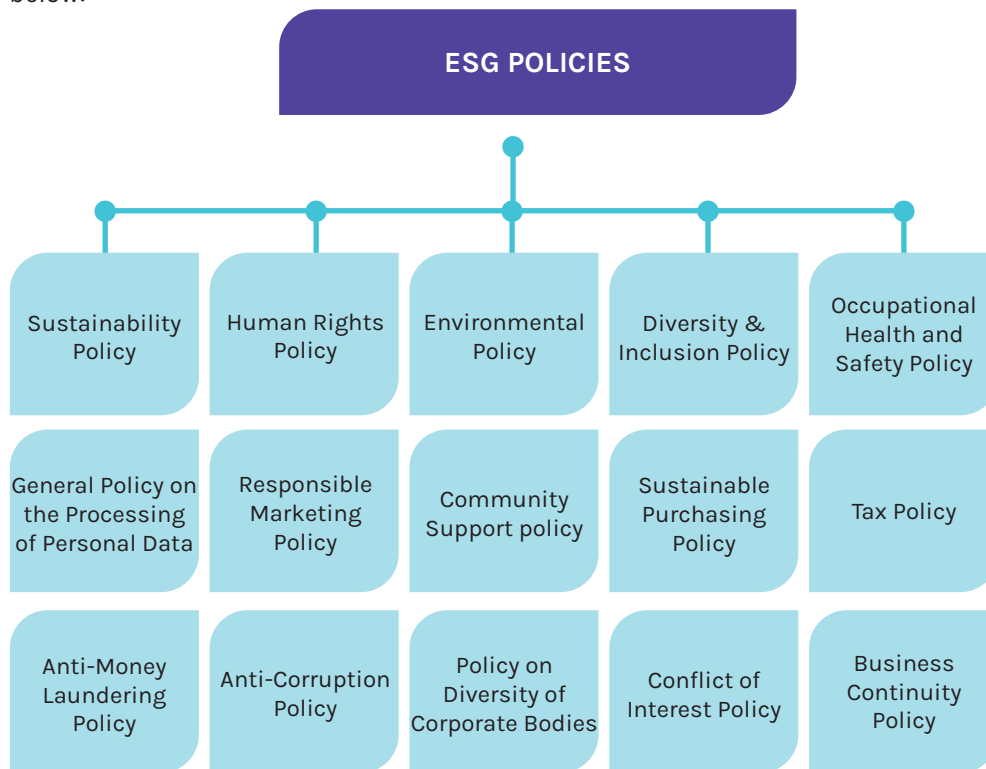 below.
ESG POLICIES
Sustainability
Policy
Human Rights
Policy
Environmental
Policy
Diversity &
Inclusion Policy
Occupational
Health and
Safety Policy
General Policy on
the Processing
of Personal Data
Responsible
Marketing
Policy
Community
Support policy
Sustainable
Purchasing
Policy
Tax Policy
Anti-Money
Laundering
Policy
Anti-Corruption
Policy
Policy on
Diversity of
Corporate Bodies
Conflict of
Interest Policy
Business
Continuity
Policy